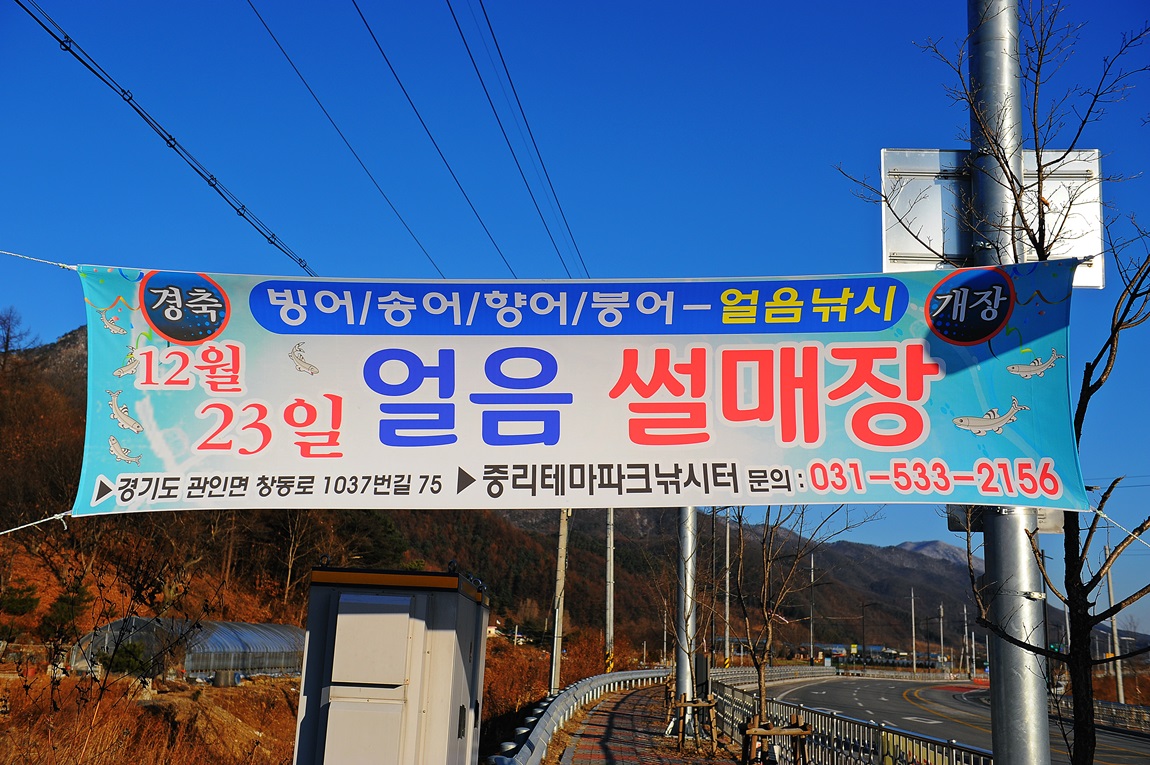 경축 빙어/송어/향어/붕어-얼음낚시 개장
12월
23일 얼음 썰매장
▶경기도 관인면 창동로 1037번길 75 ▶중리테마파크낚시터 문의 : 031-533-2156